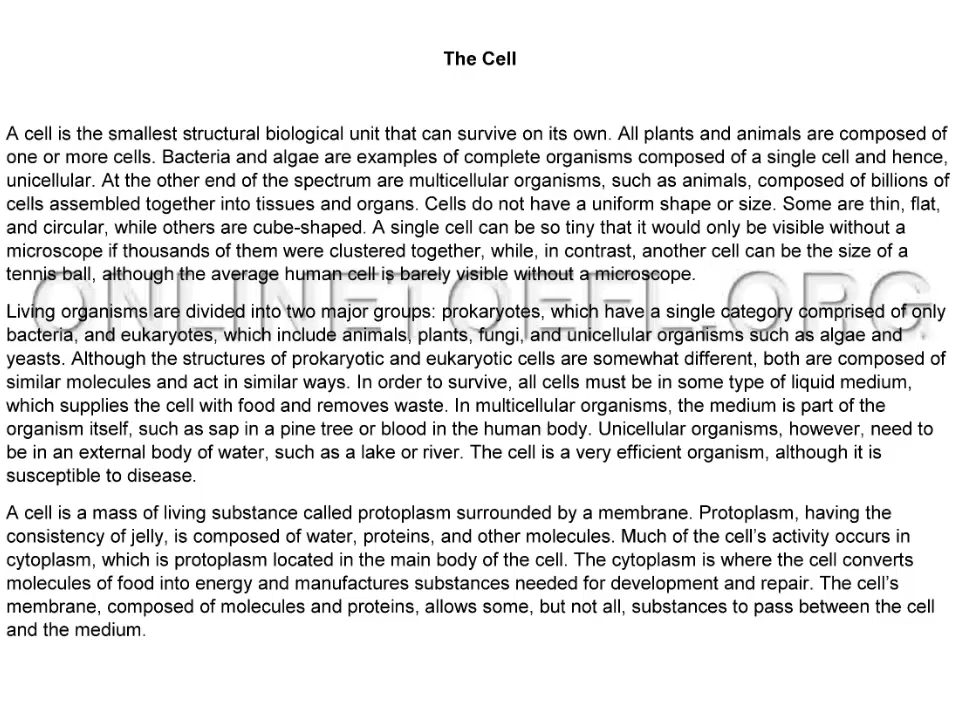 The Cell
A cell is the smallest structural biological unit that can survive on its own. All plants and animals are composed of
one or more cells. Bacteria and algae are examples of complete organisms composed of a single cell and hence,
unicellular. At the other end of the spectrum are multicellular organisms, such as animals, composed of billions of
cells assembled together into tissues and organs. Cells do not have a uniform shape or size. Some are thin, flat,
and circular, while others are cube-shaped. A single cell can be so tiny that it would only be visible without a
microscope if thousands of them were clustered together, while, in contrast, another cell can be the size of a
tennis ball, although the average human cell is barely visible without a microscope.
ONLINETOEFL.ORG
Living organisms are divided into two major groups: prokaryotes, which have a single category comprised of only
bacteria, and eukaryotes, which include animals, plants, fungi, and unicellular organisms such as algae and
yeasts. Although the structures of prokaryotic and eukaryotic cells are somewhat different, both are composed of
similar molecules and act in similar ways. In order to survive, all cells must be in some type of liquid medium,
which supplies the cell with food and removes waste. In multicellular organisms, the medium is part of the
organism itself, such as sap in a pine tree or blood in the human body. Unicellular organisms, however, need to
be in an external body of water, such as a lake or river. The cell is a very efficient organism, although it is
susceptible to disease.
A cell is a mass of living substance called protoplasm surrounded by a membrane. Protoplasm, having the
consistency of jelly, is composed of water, proteins, and other molecules. Much of the cell's activity occurs in
cytoplasm, which is protoplasm located in the main body of the cell. The cytoplasm is where the cell converts
molecules of food into energy and manufactures substances needed for development and repair. The cell's
membrane, composed of molecules and proteins, allows some, but not all, substances to pass between the cell
and the medium.